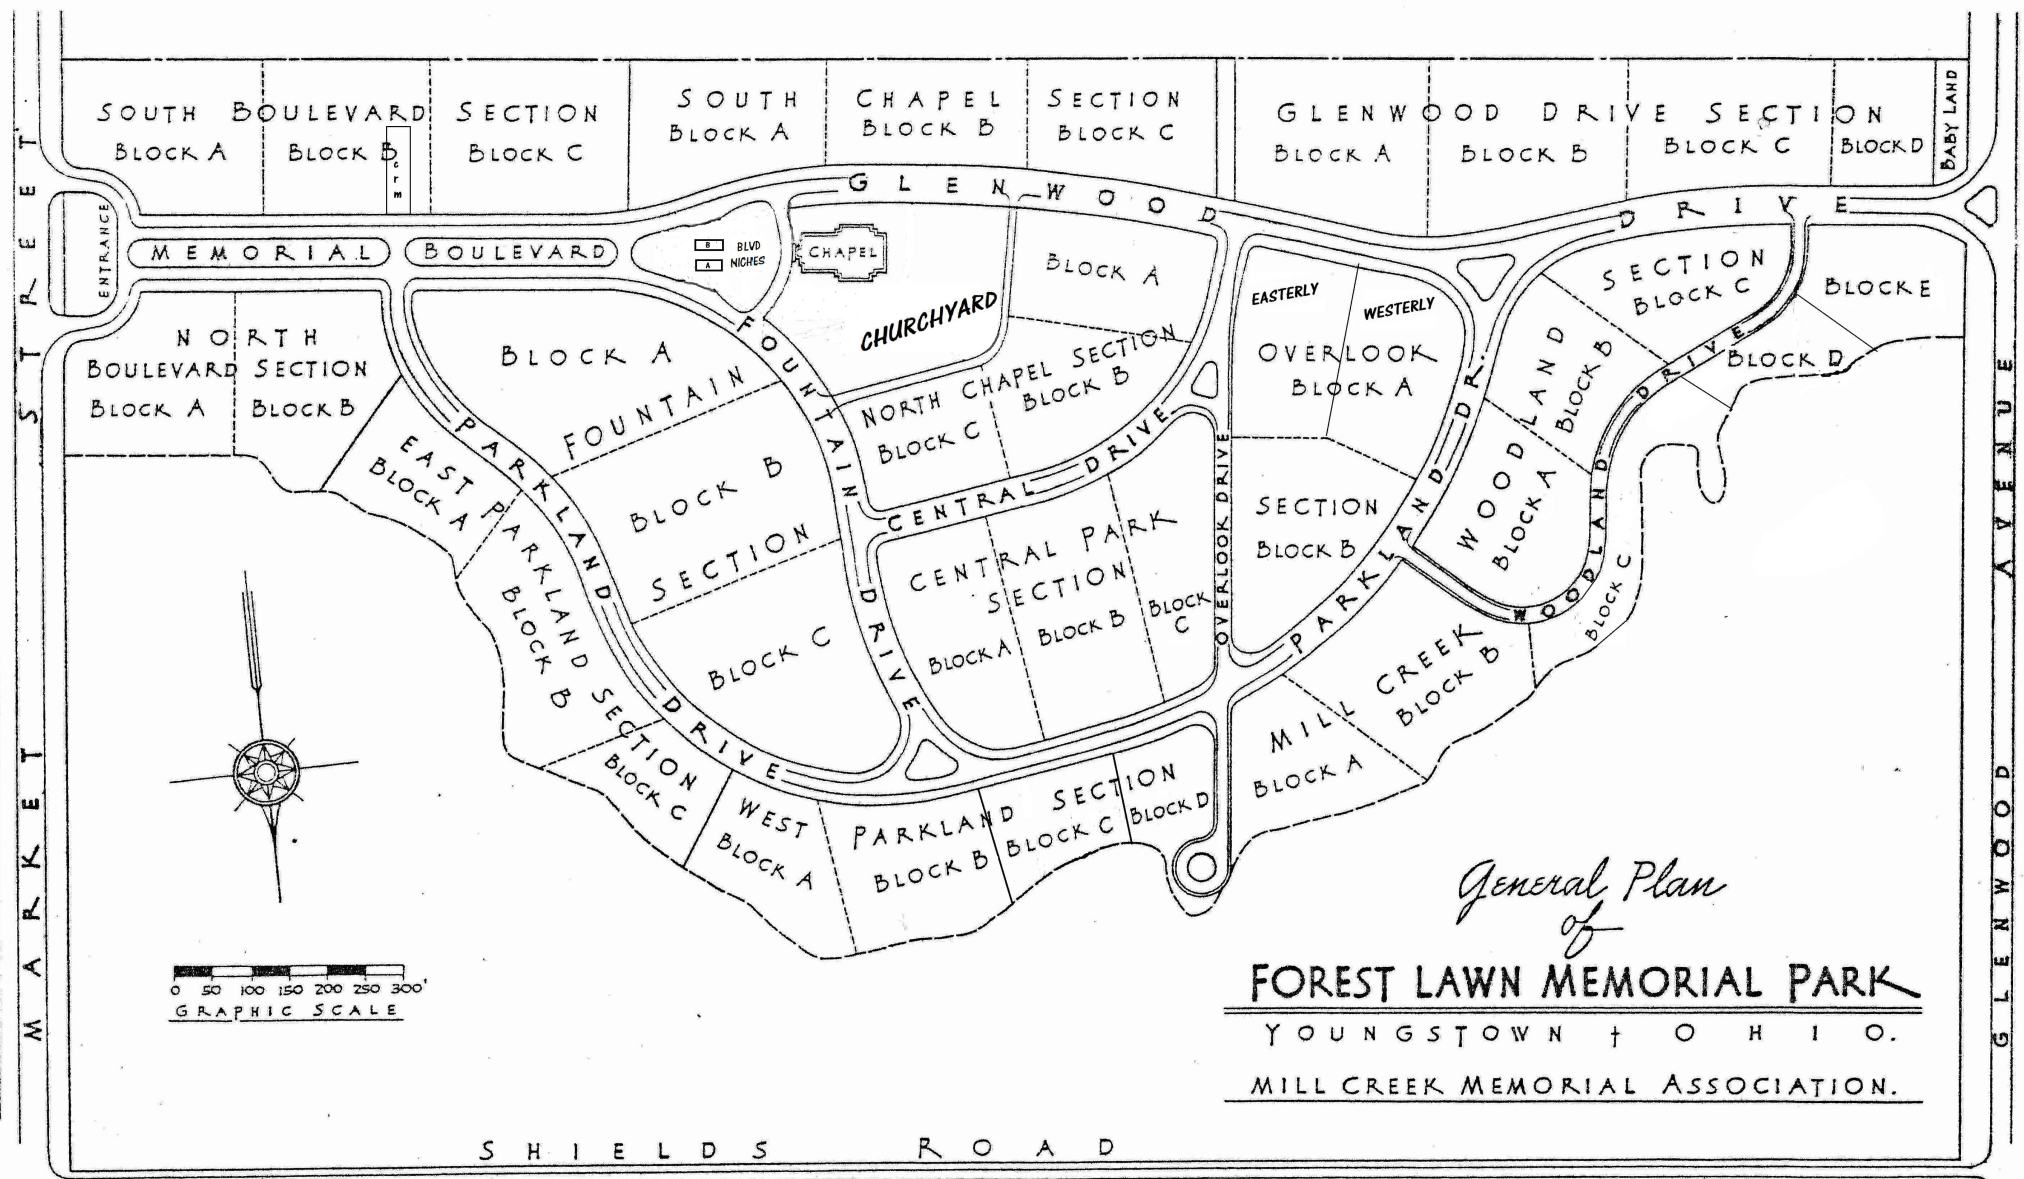 SOUTH BOULEVARD SECTION
BLOCK A
BLOCK B
BLOCK C
crm
SOUTH CHAPEL SECTION
BLOCK A
BLOCK B
BLOCK C
GLENWOOD DRIVE SECTION
BLOCK A
BLOCK B
BLOCK C
BLOCK D
BABY LAND
MARKET STREET
ENTRANCE
MEMORIAL BOULEVARD
B
A
BLVD
NICHES
CHAPEL
GLENWOOD DRIVE
CHURCHYARD
NORTH
BOULEVARD SECTION
BLOCK A
BLOCK B
FOUNTAIN SECTION
BLOCK A
BLOCK B
BLOCK C
FOUNTAIN DRIVE
NORTH CHAPEL SECTION
BLOCK A
BLOCK B
BLOCK C
CENTRAL DRIVE
EASTERLY
WESTERLY
OVERLOOK
BLOCK A
SECTION
BLOCK B
OVERLOOK DRIVE
WOODLAND SECTION
BLOCK A
BLOCK B
BLOCK C
BLOCK D
BLOCK E
WOODLAND DRIVE
PARKLAND DR.
PARKLAND DRIVE
EAST PARKLAND SECTION
BLOCK A
BLOCK B
BLOCK C
CENTRAL PARK
SECTION
BLOCK A
BLOCK B
BLOCK
C
WEST PARKLAND SECTION
BLOCK A
BLOCK B
BLOCK C
BLOCK D
MILL CREEK
BLOCK A
BLOCK B
BLOCK C
GLENWOOD AVENUE
0 50 100 150 200 250 300'
GRAPHIC SCALE
General Plan
of
FOREST LAWN MEMORIAL PARK
YOUNGSTOWN † OHIO.
MILL CREEK MEMORIAL ASSOCIATION.
SHIELDS ROAD